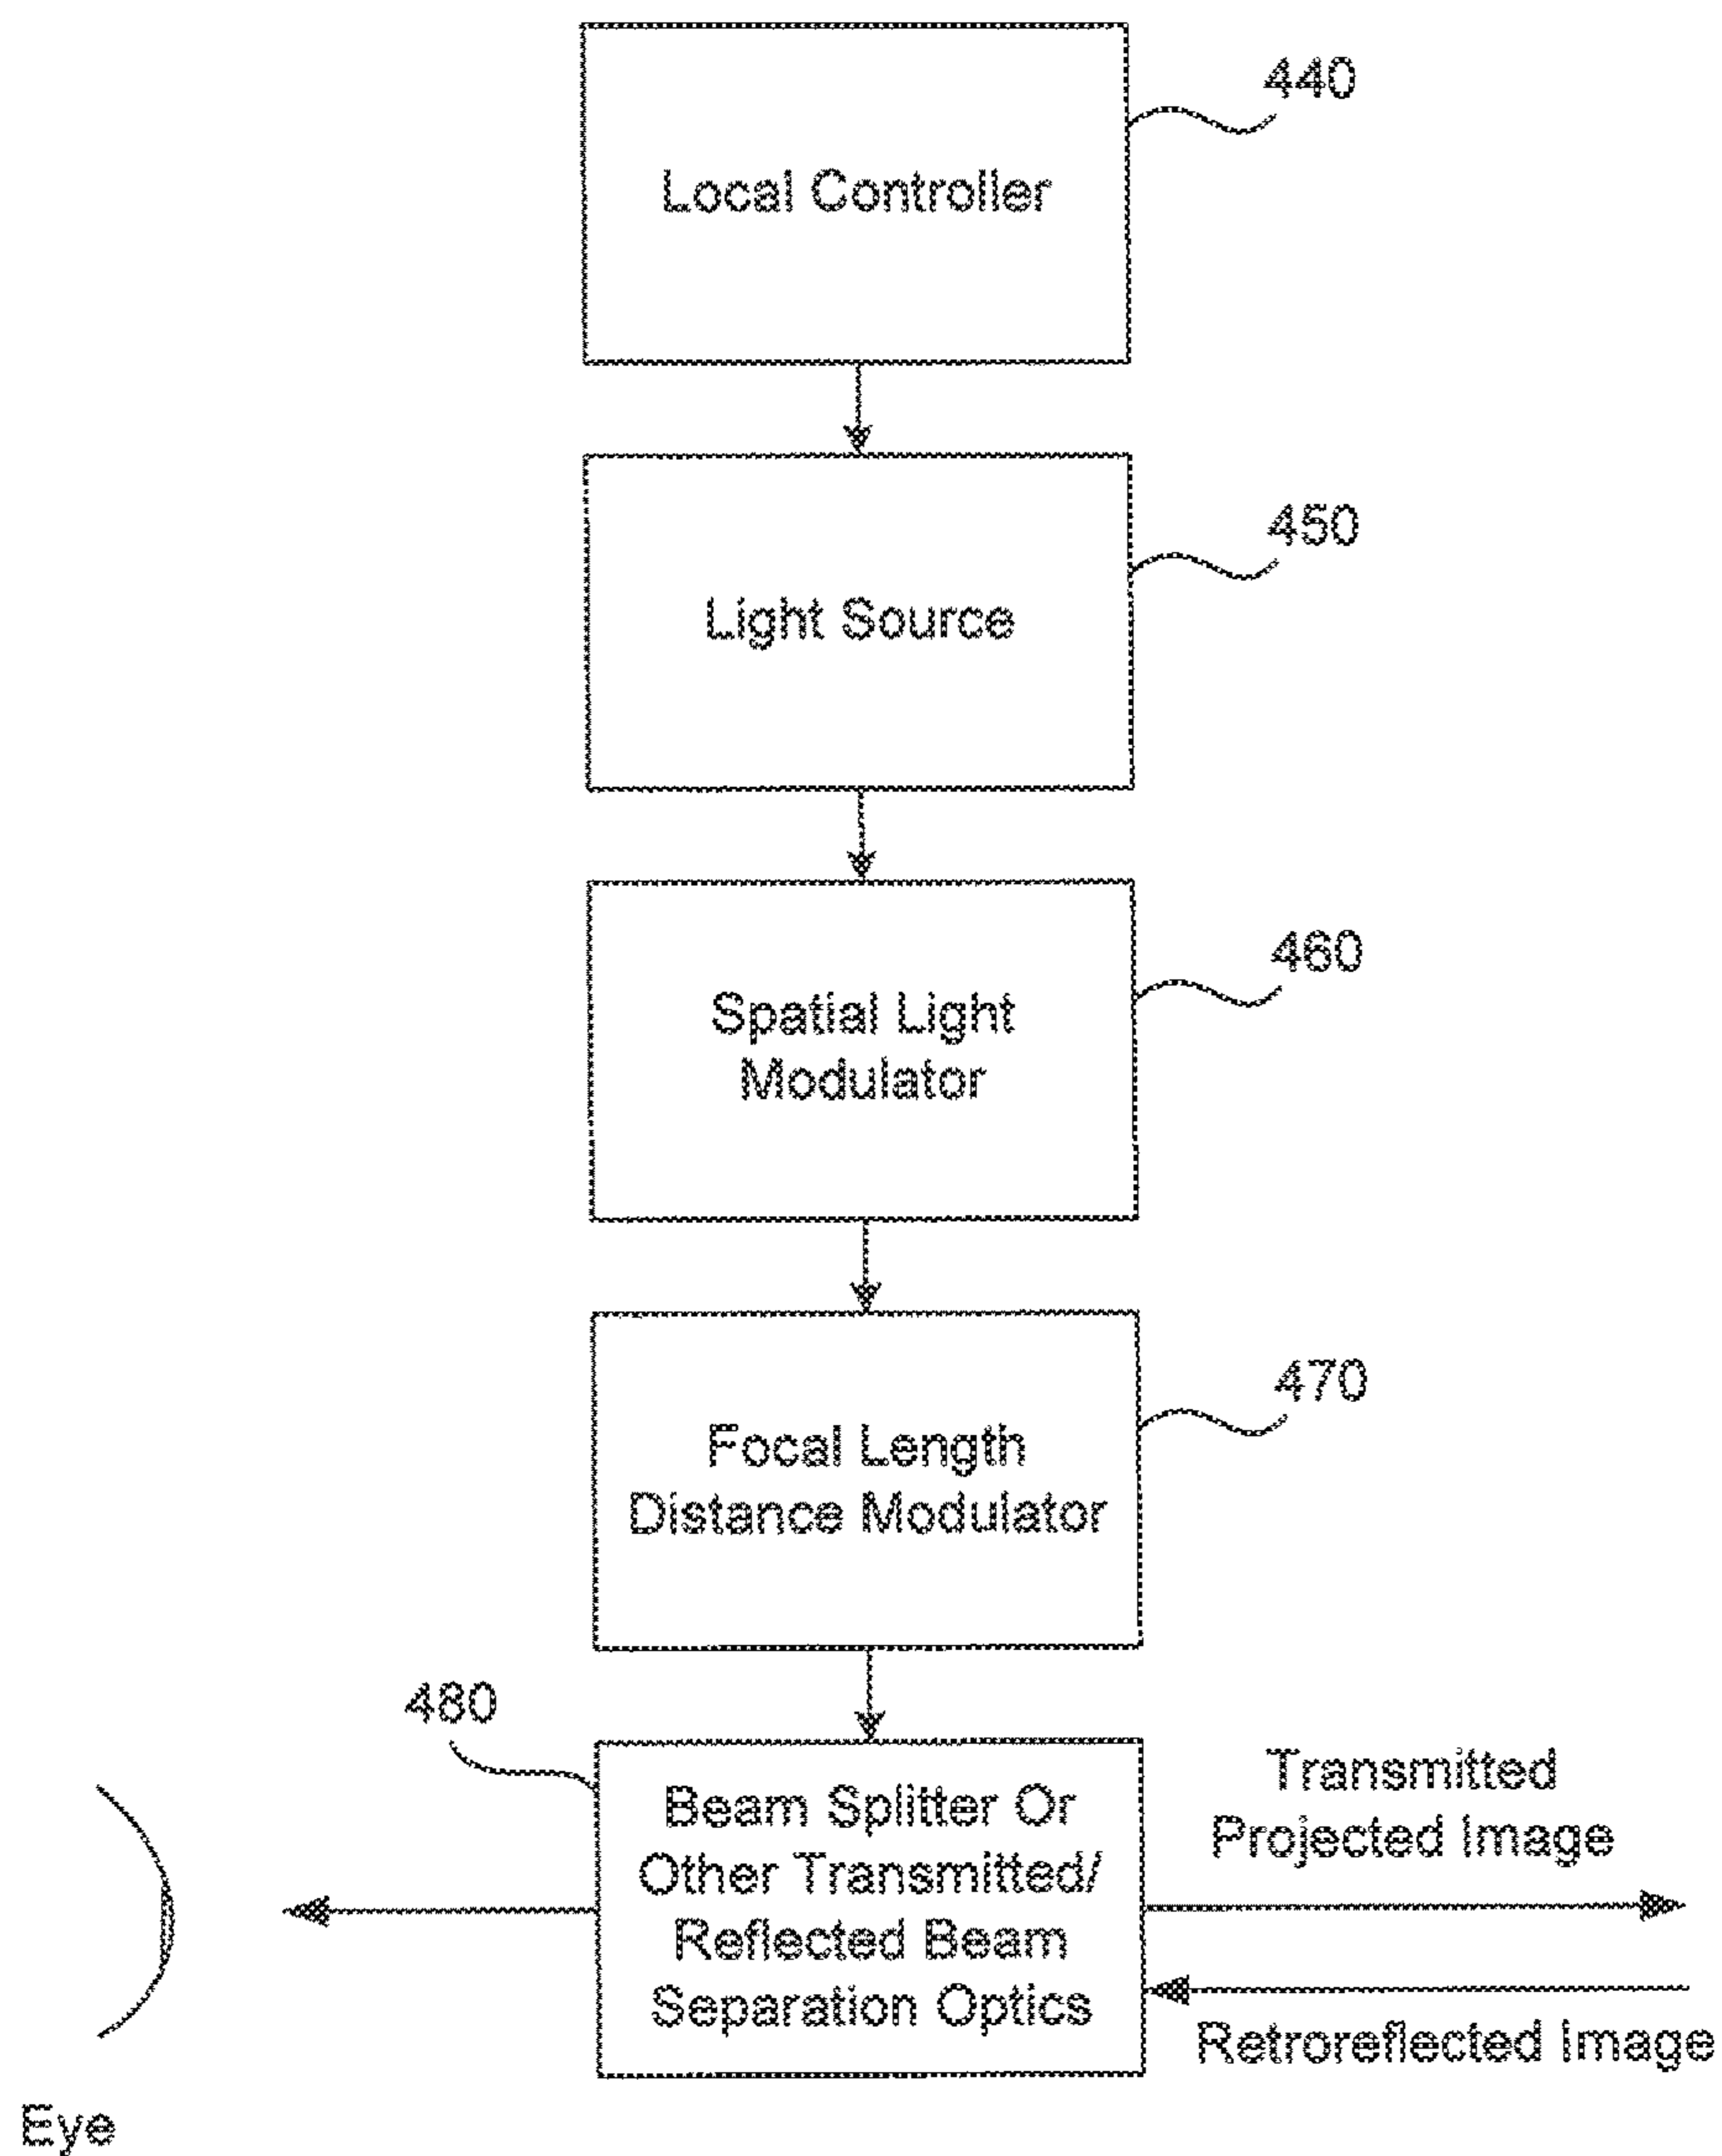 440
Local Controller
450
Light Source
460
Spatial Light
Modulator
470
Focal Length
Distance Modulator
480
Beam Splitter Or
Other Transmitted/
Reflected Beam
Separation Optics
Transmitted
Projected Image
Retroreflected Image
Eye